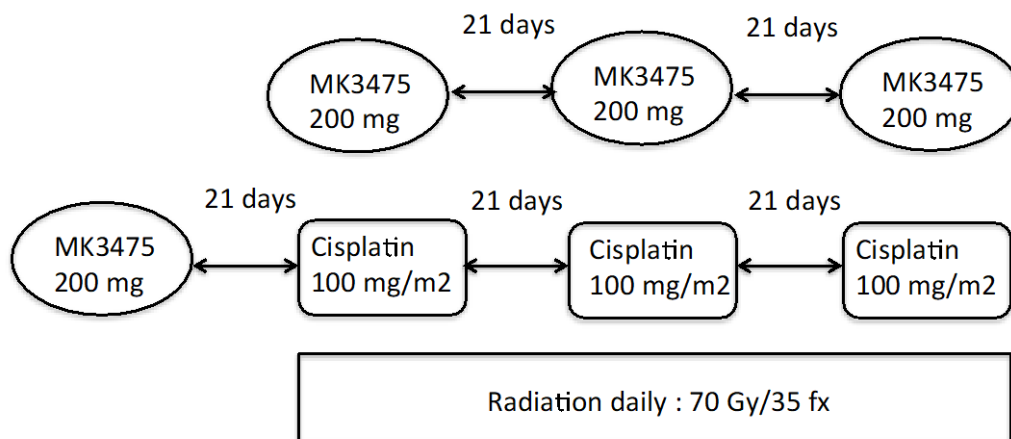 21 days
21 days
MK3475
200 mg
MK3475
200 mg
MK3475
200 mg
21 days
21 days
21 days
MK3475
200 mg
Cisplatin
100 mg/m2
Cisplatin
100 mg/m2
Cisplatin
100 mg/m2
Radiation daily : 70 Gy/35 fx